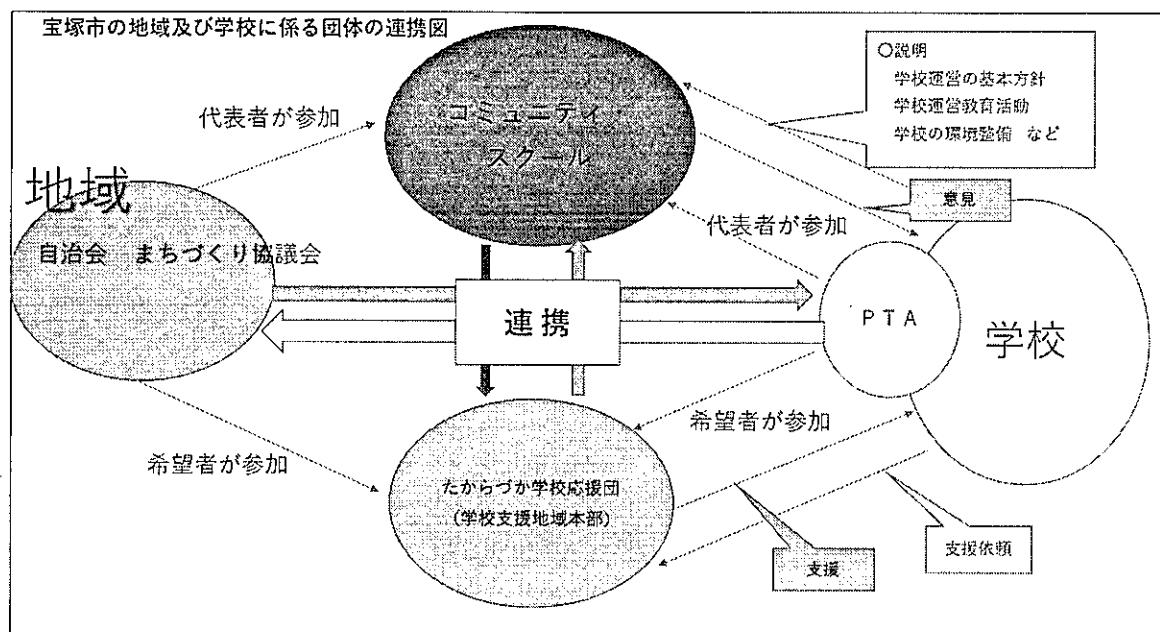 宝塚市の地域及び学校に係る団体の連携図
〇説明
学校運営の基本方針
学校運営教育活動
学校の環境整備 など
コミュニティ
スクール
代表者が参加
地域
自治会 まちづくり協議会
意見
代表者が参加
連携
PTA
学校
希望者が参加
希望者が参加
たからづか学校応援団
(学校支援地域本部)
支援
支援依頼